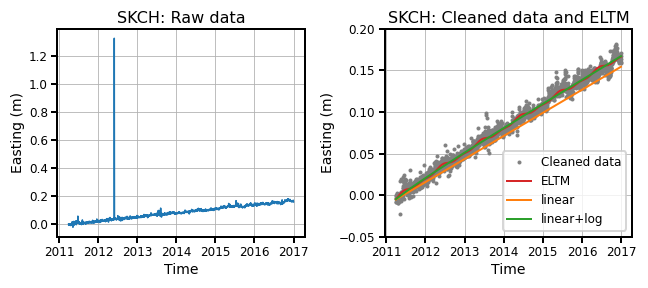 SKCH: Raw data
Easting (m)
1.2
1.0
0.8
0.6
0.4
0.2
0.0
2011 2012 2013 2014 2015 2016 2017
Time
SKCH: Cleaned data and ELTM
Easting (m)
0.20
0.15
0.10
0.05
0.00
−0.05
Cleaned data
ELTM
linear
linear+log
2011 2012 2013 2014 2015 2016 2017
Time